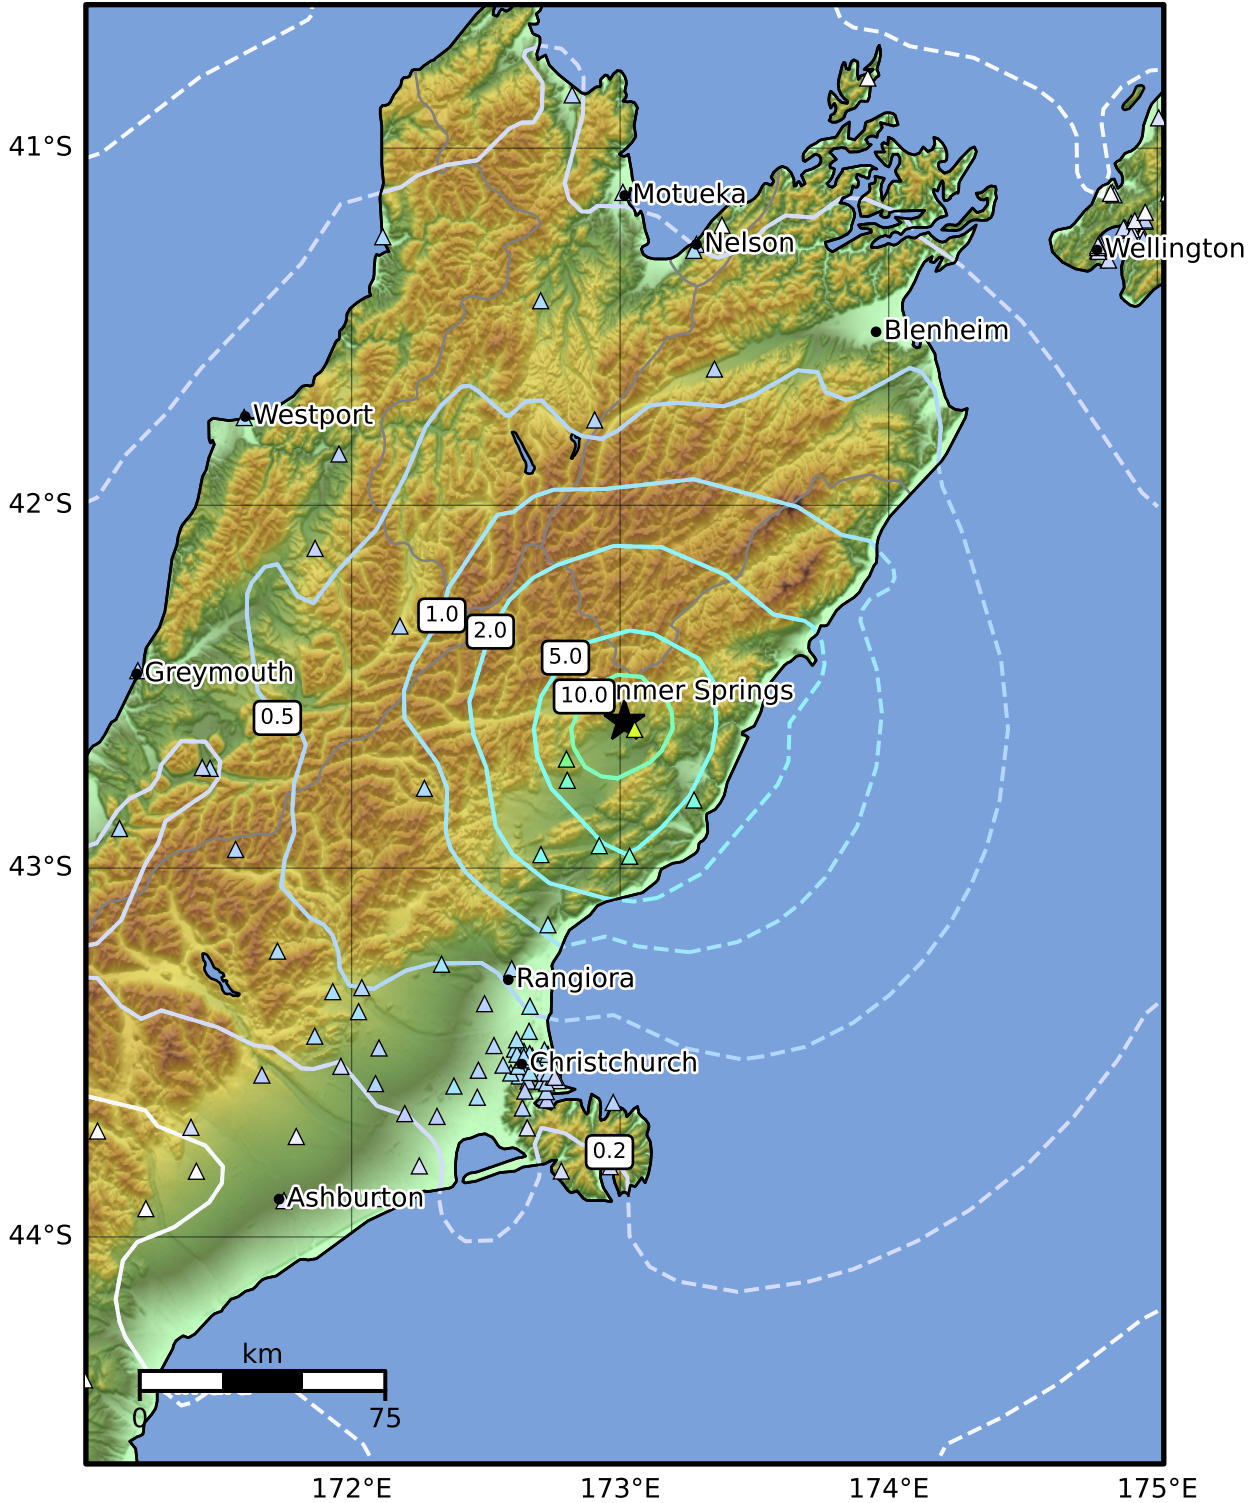 41°S
Motueka
Nelson
Wellington
Blenheim
Westport
42°S
1.0
2.0
5.0
Greymouth
10.0
nmer Springs
0.5
43°S
Rangiora
Christchurch
0.2
Ashburton
44°S
km
0
75
172°E
173°E
174°E
175°E